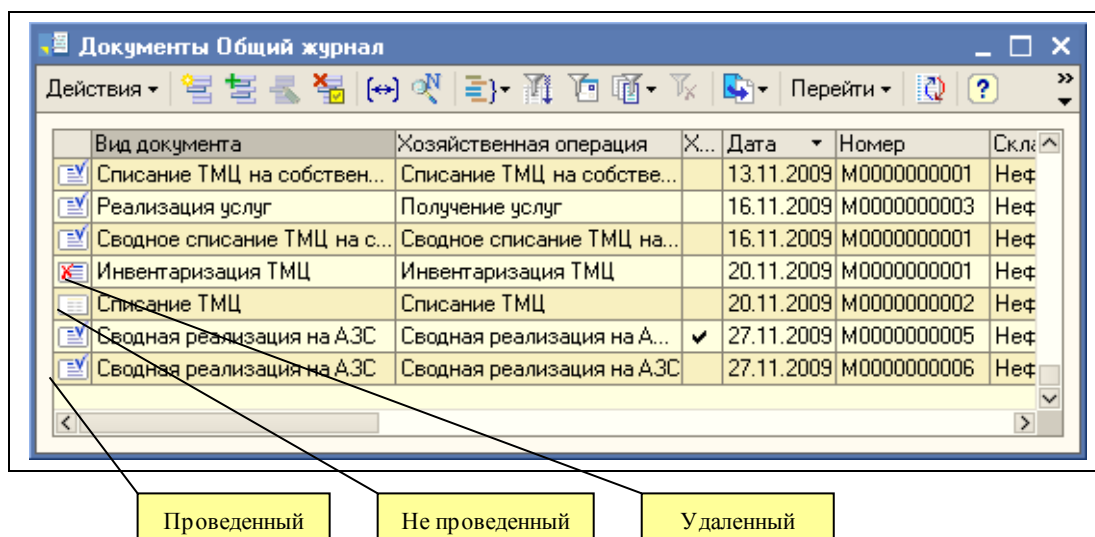 Документы Общий журнал
Действия Перейти
Вид документа Хозяйственная операция Х... Дата Номер Скла
Списание ТМЦ на собствен... Списание ТМЦ на собстве... 13.11.2009 М0000000001 Неф
Реализация услуг Получение услуг 16.11.2009 М0000000003 Неф
Сводное списание ТМЦ на с... Сводное списание ТМЦ на... 16.11.2009 М0000000001 Неф
Инвентаризация ТМЦ Инвентаризация ТМЦ 20.11.2009 М0000000001 Неф
Списание ТМЦ Списание ТМЦ 20.11.2009 М0000000002 Неф
Сводная реализация на АЗС Сводная реализация на А... 27.11.2009 М0000000005 Неф
Сводная реализация на АЗС Сводная реализация на АЗС 27.11.2009 М0000000006 Неф
Проведенный Не проведенный Удаленный